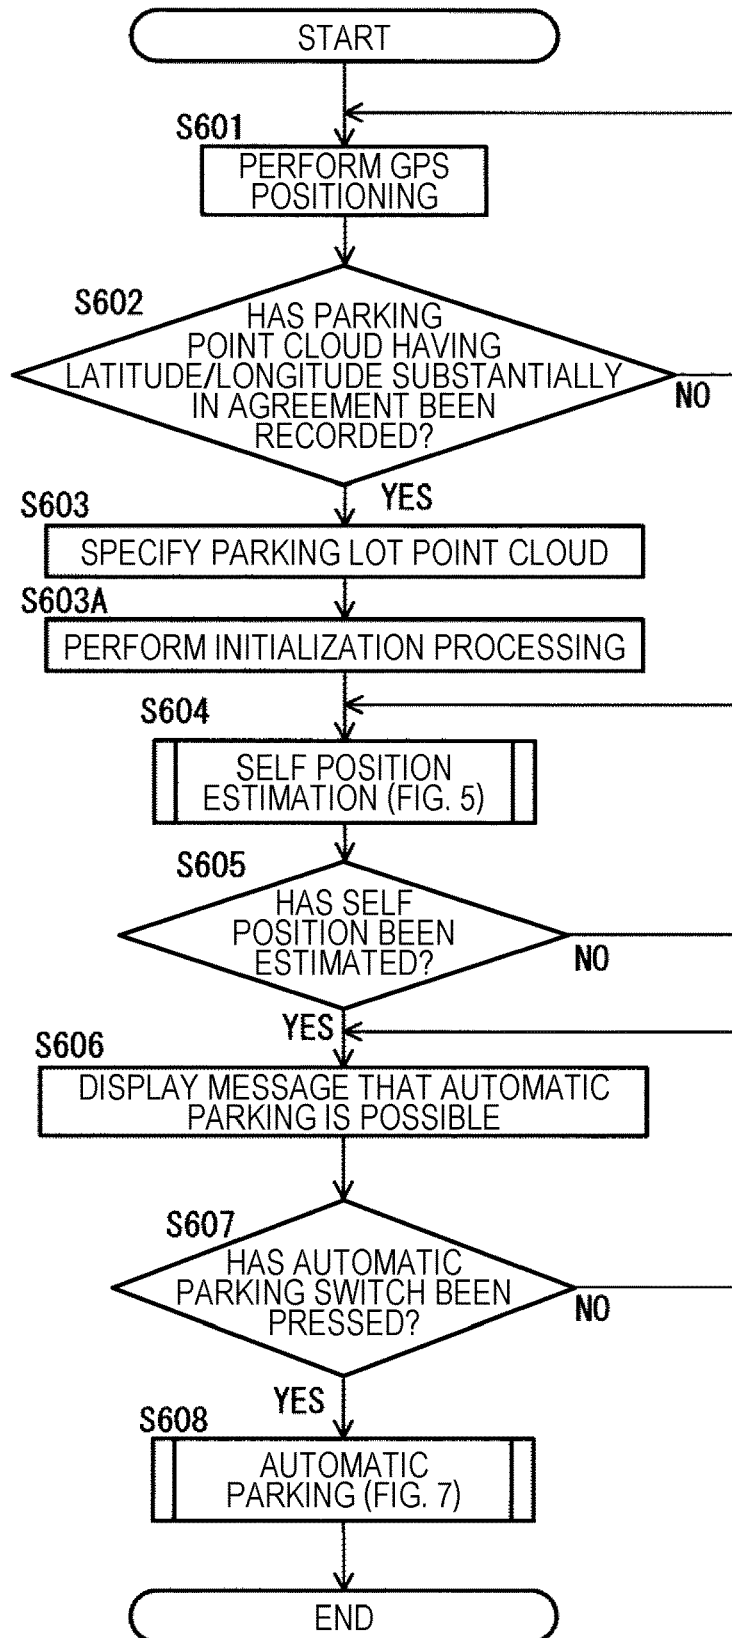 START
S601
PERFORM GPS
POSITIONING
S602
HAS PARKING
POINT CLOUD HAVING
LATITUDE/LONGITUDE SUBSTANTIALLY
IN AGREEMENT BEEN
RECORDED?
NO
YES
S603
SPECIFY PARKING LOT POINT CLOUD
S603A
PERFORM INITIALIZATION PROCESSING
S604
SELF POSITION
ESTIMATION (FIG. 5)
S605
HAS SELF
POSITION BEEN
ESTIMATED?
NO
YES
S606
DISPLAY MESSAGE THAT AUTOMATIC
PARKING IS POSSIBLE
S607
HAS AUTOMATIC
PARKING SWITCH BEEN
PRESSED?
NO
YES
S608
AUTOMATIC
PARKING (FIG. 7)
END